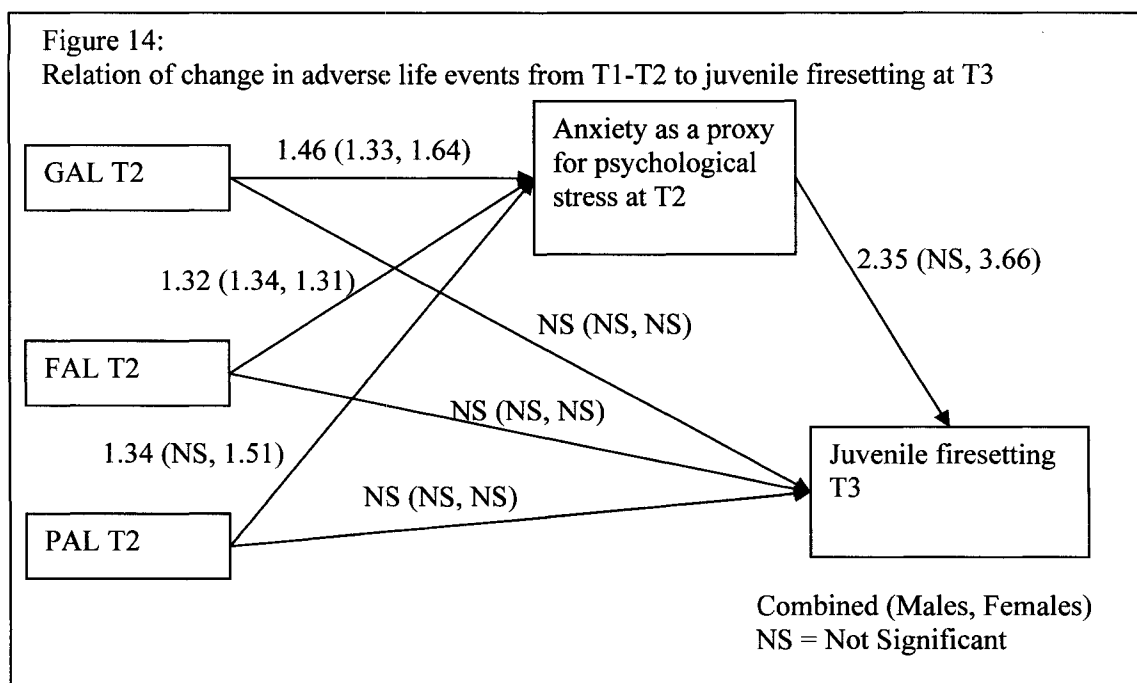 Figure 14:
Relation of change in adverse life events from T1-T2 to juvenile firesetting at T3
GAL T2
1.46 (1.33, 1.64)
Anxiety as a proxy
for psychological
stress at T2
2.35 (NS, 3.66)
1.32 (1.34, 1.31)
NS (NS, NS)
FAL T2
NS (NS, NS)
1.34 (NS, 1.51)
NS (NS, NS)
PAL T2
Juvenile firesetting
T3
Combined (Males, Females)
NS = Not Significant